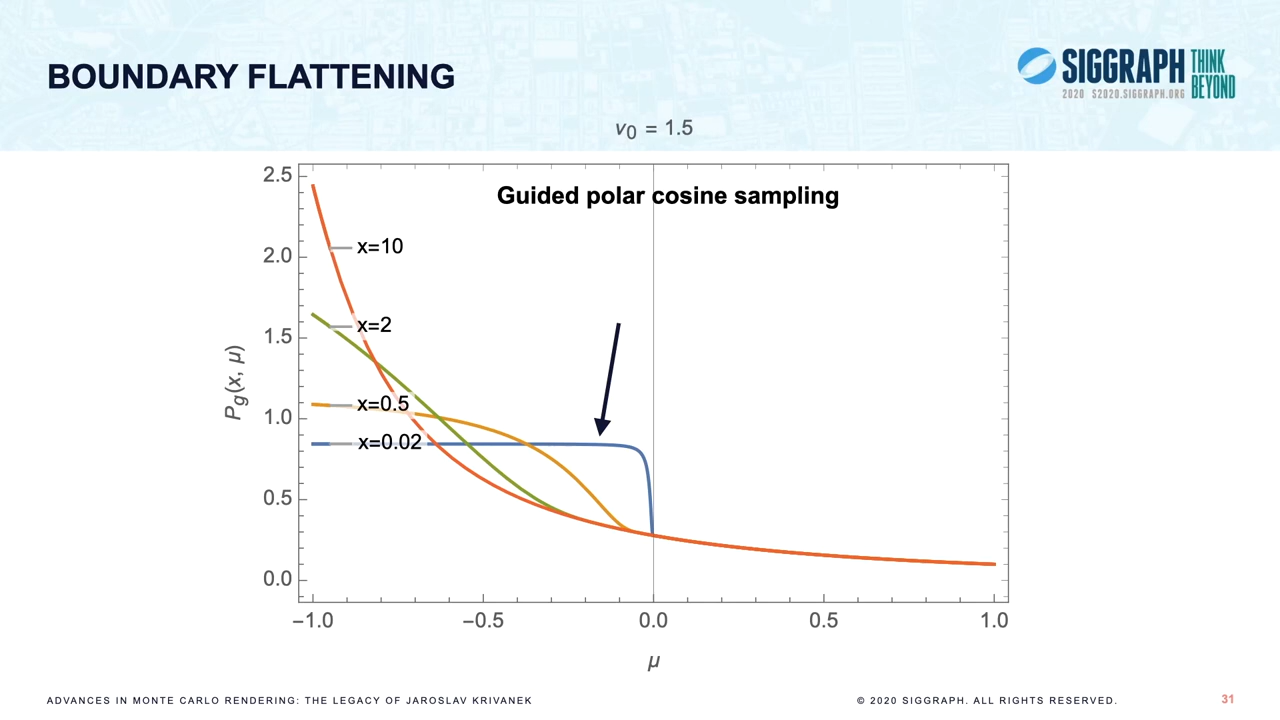 BOUNDARY FLATTENING
SIGGRAPH
THINK
BEYOND
2020 S2020.SIGGRAPH.ORG
v0 = 1.5
Guided polar cosine sampling
2.5
2.0
1.5
1.0
0.5
0.0
Pg(x, μ)
x=10
x=2
x=0.5
x=0.02
−1.0 −0.5 0.0 0.5 1.0
μ
ADVANCES IN MONTE CARLO RENDERING: THE LEGACY OF JAROSLAV KRIVANEK
© 2020 SIGGRAPH. ALL RIGHTS RESERVED.
31